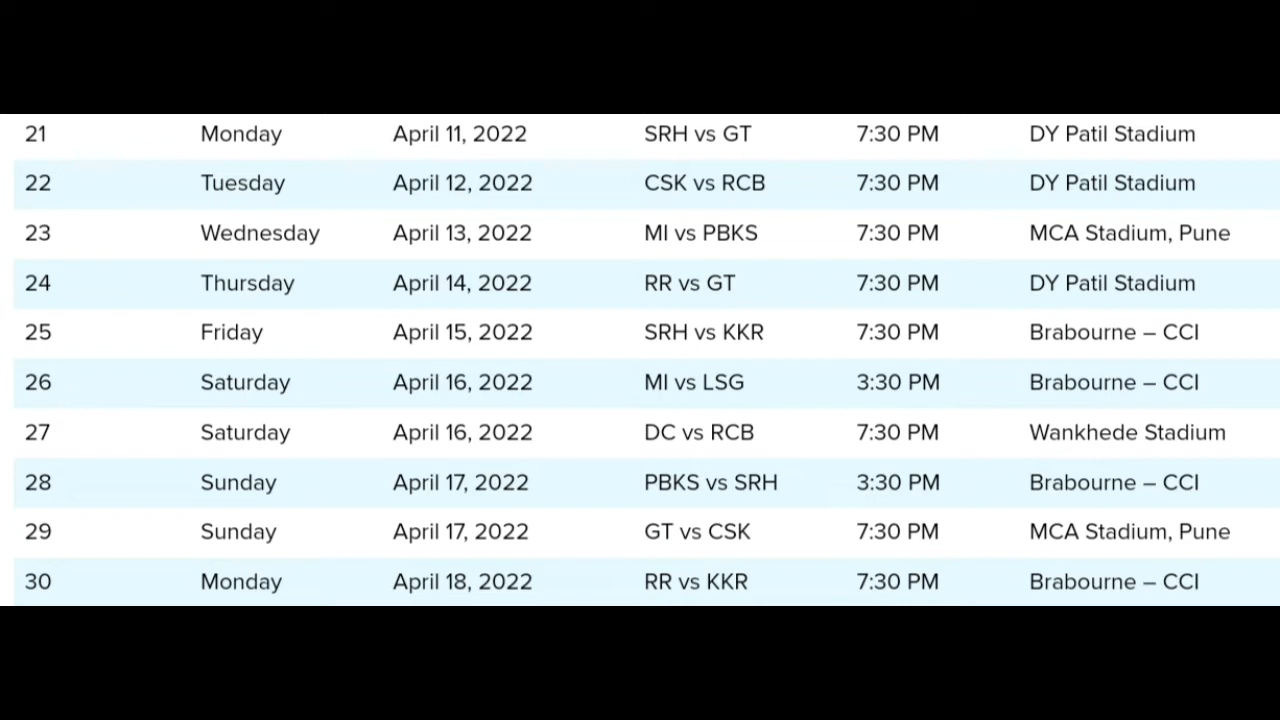 21 Monday April 11, 2022 SRH vs GT 7:30 PM DY Patil Stadium
22 Tuesday April 12, 2022 CSK vs RCB 7:30 PM DY Patil Stadium
23 Wednesday April 13, 2022 MI vs PBKS 7:30 PM MCA Stadium, Pune
24 Thursday April 14, 2022 RR vs GT 7:30 PM DY Patil Stadium
25 Friday April 15, 2022 SRH vs KKR 7:30 PM Brabourne – CCI
26 Saturday April 16, 2022 MI vs LSG 3:30 PM Brabourne – CCI
27 Saturday April 16, 2022 DC vs RCB 7:30 PM Wankhede Stadium
28 Sunday April 17, 2022 PBKS vs SRH 3:30 PM Brabourne – CCI
29 Sunday April 17, 2022 GT vs CSK 7:30 PM MCA Stadium, Pune
30 Monday April 18, 2022 RR vs KKR 7:30 PM Brabourne – CCI